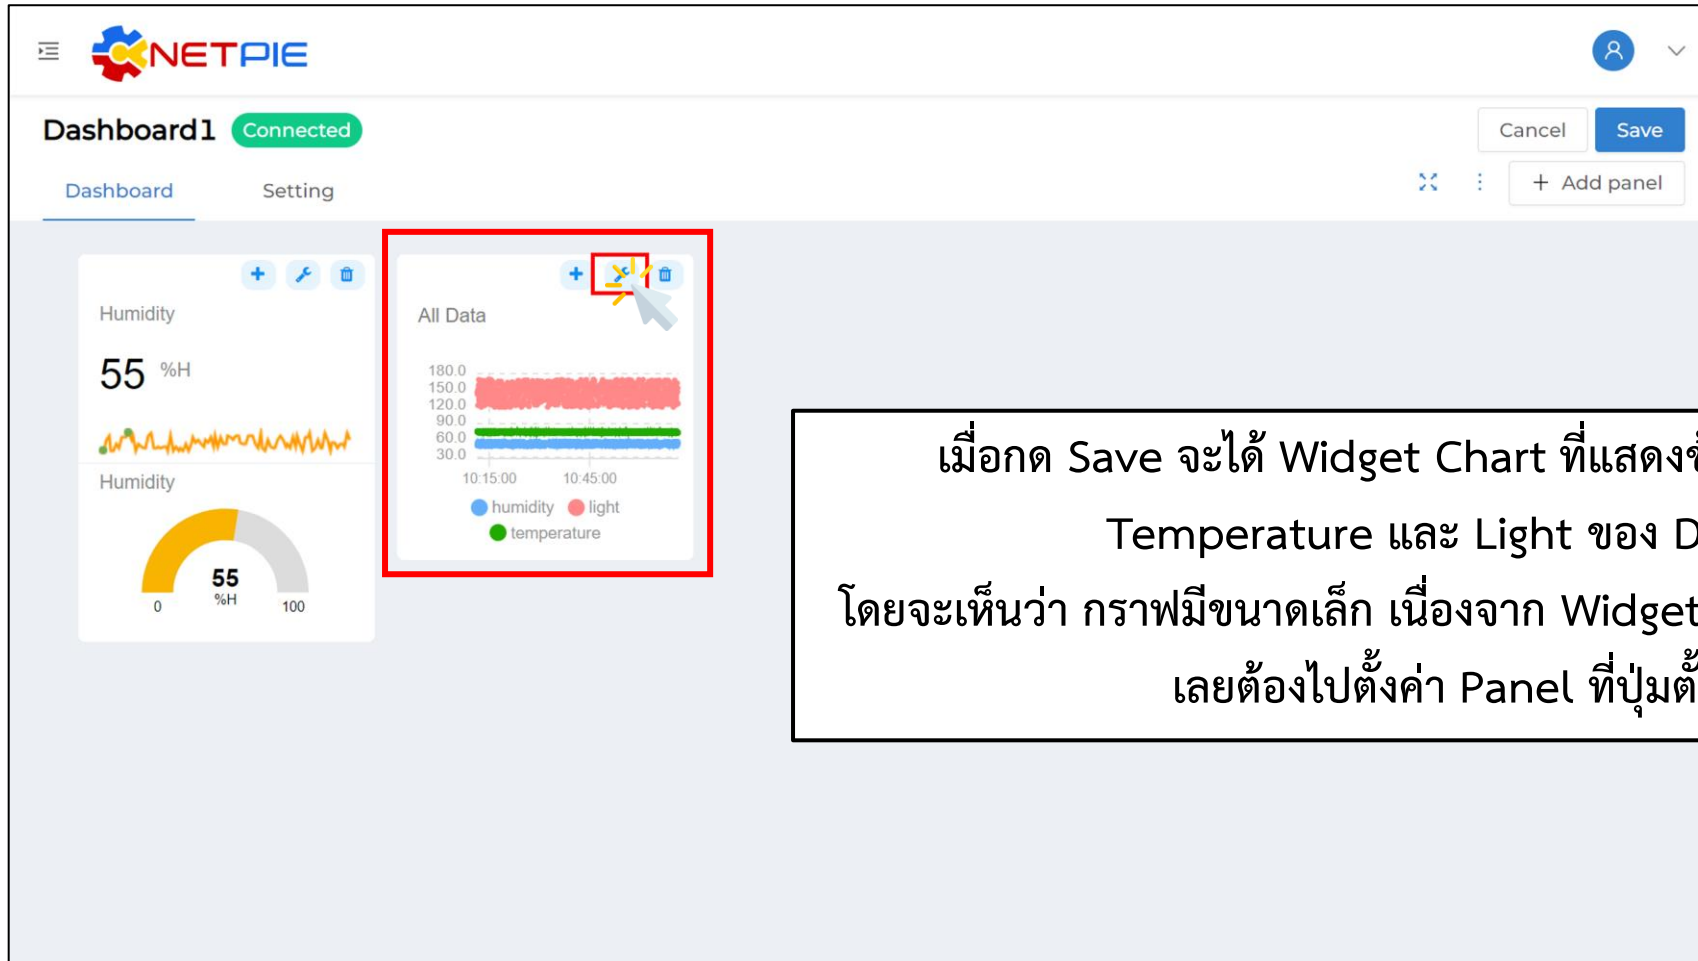 NETPIE
Dashboard1 Connected
Cancel Save
Dashboard Setting
+ Add panel
Humidity
55 %H
Humidity
55
%H
0 100
All Data
180.0
150.0
120.0
90.0
60.0
30.0
10:15:00 10:45:00
humidity light
temperature
เมื่อกด Save จะได้ Widget Chart ที่แสดง
Temperature และ Light ของ D
โดยจะเห็นว่า กราฟมีขนาดเล็ก เนื่องจาก Widget
เลยต้องไปตั้งค่า Panel ที่ปุ่ม